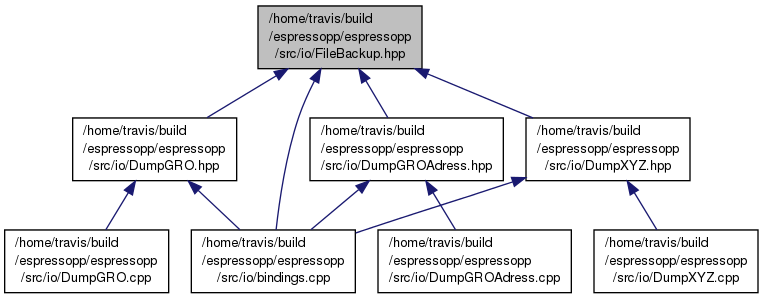 /home/travis/build
/espressopp/espressopp
/src/io/FileBackup.hpp
/home/travis/build
/espressopp/espressopp
/src/io/DumpGRO.hpp
/home/travis/build
/espressopp/espressopp
/src/io/DumpGROAdress.hpp
/home/travis/build
/espressopp/espressopp
/src/io/DumpXYZ.hpp
/home/travis/build
/espressopp/espressopp
/src/io/DumpGRO.cpp
/home/travis/build
/espressopp/espressopp
/src/io/bindings.cpp
/home/travis/build
/espressopp/espressopp
/src/io/DumpGROAdress.cpp
/home/travis/build
/espressopp/espressopp
/src/io/DumpXYZ.cpp